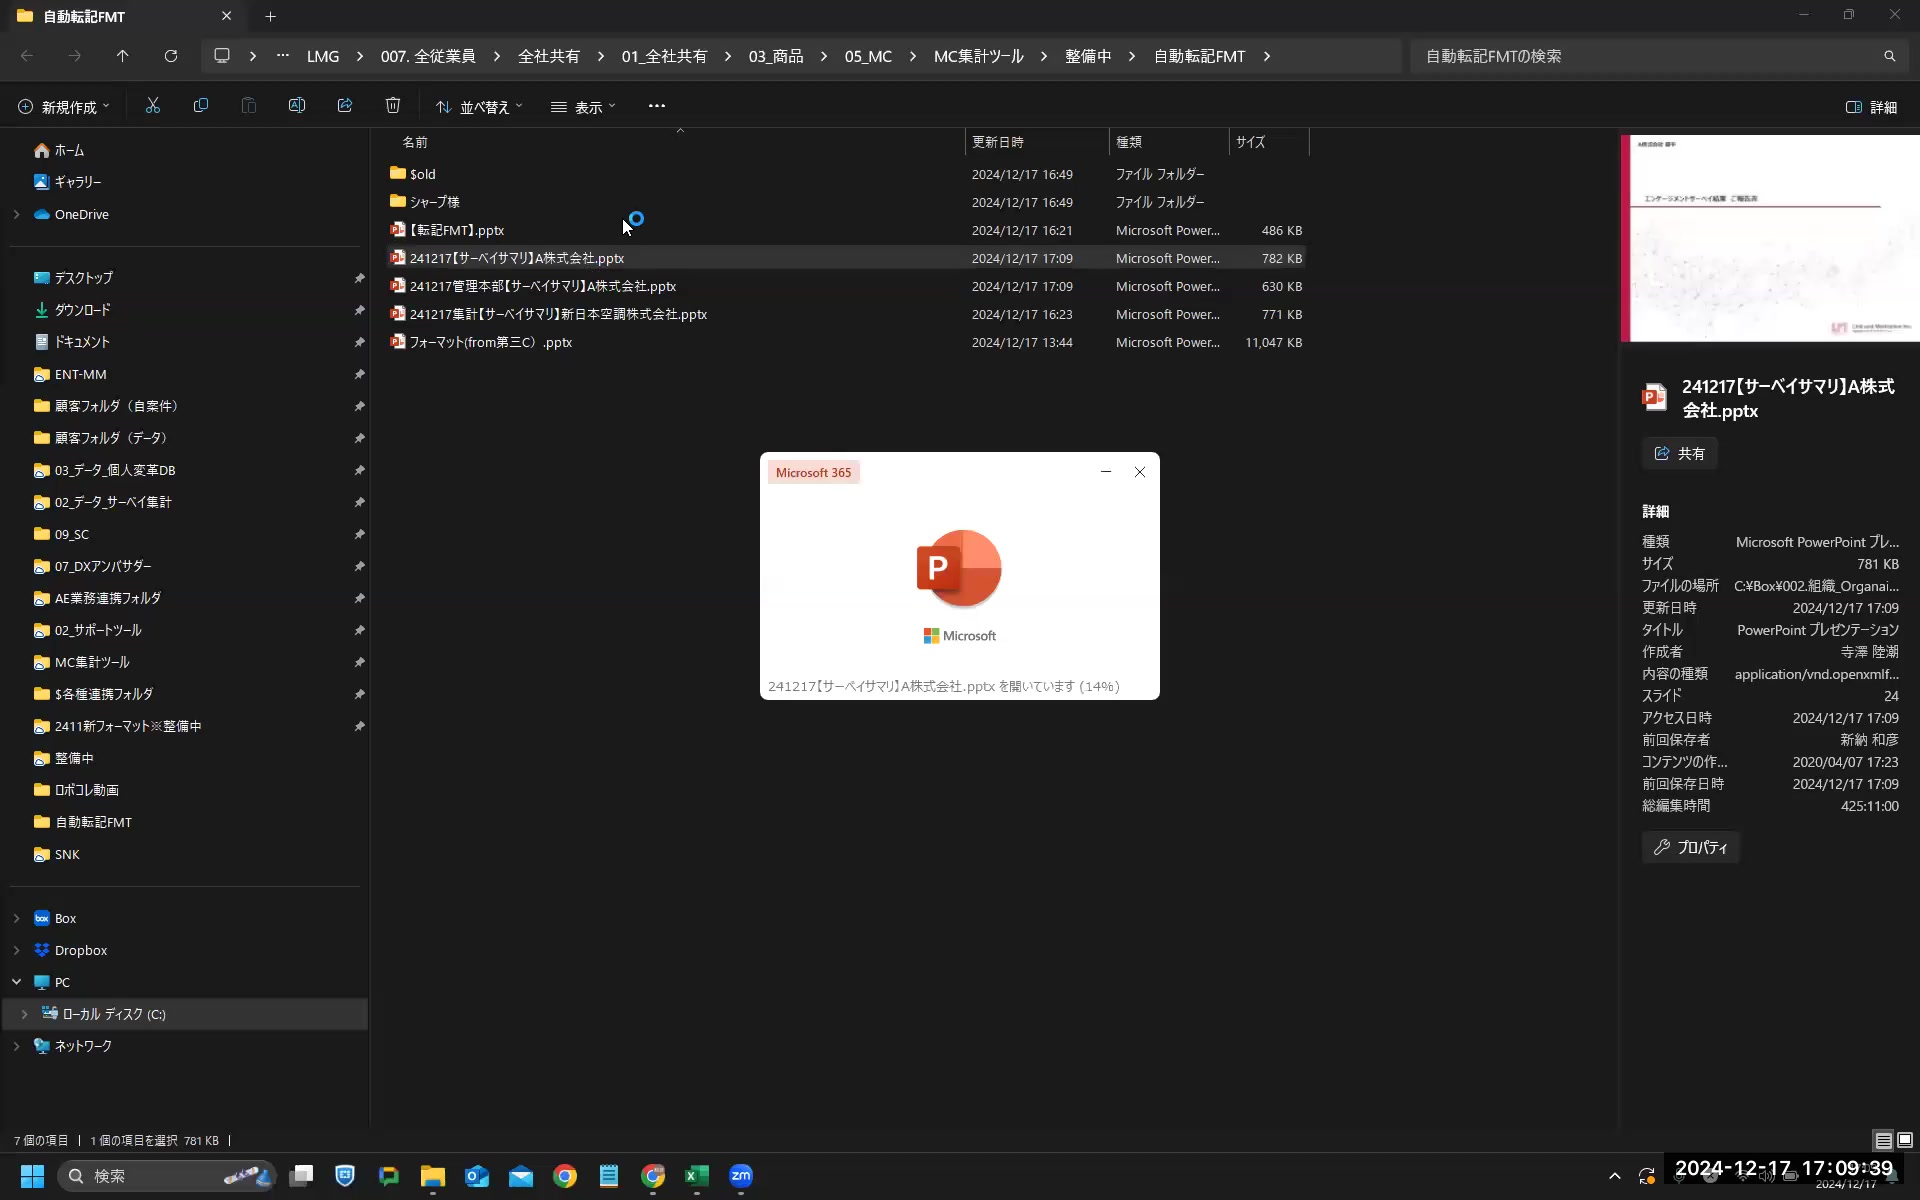 自動転記FMT
LMG
007. 全従業員
全社共有
01_全社共有
03_商品
05_MC
MC集計ツール
整備中
自動転記FMT
自動転記FMTの検索
新規作成
並べ替え
表示
詳細
ホーム
ギャラリー
OneDrive
デスクトップ
ダウンロード
ドキュメント
ENT-MM
顧客フォルダ（自案件）
顧客フォルダ（データ）
03_データ_個人変革DB
02_データ_サーベイ集計
09_SC
07_DXアンバサダー
AE業務連携フォルダ
02_サポートツール
MC集計ツール
$各種連携フォルダ
2411新フォーマット※整備中
整備中
ロボコレ動画
自動転記FMT
SNK
Box
Dropbox
PC
ローカル ディスク (C:)
ネットワーク
名前 更新日時 種類 サイズ
$old 2024/12/17 16:49 ファイル フォルダー
シャープ様 2024/12/17 16:49 ファイル フォルダー
【転記FMT】.pptx 2024/12/17 16:21 Microsoft Power... 486 KB
241217【サーベイサマリ】A株式会社.pptx 2024/12/17 17:09 Microsoft Power... 782 KB
241217管理本部【サーベイサマリ】A株式会社.pptx 2024/12/17 17:09 Microsoft Power... 630 KB
241217集計【サーベイサマリ】新日本空調株式会社.pptx 2024/12/17 16:23 Microsoft Power... 771 KB
フォーマット(from第三C）.pptx 2024/12/17 13:44 Microsoft Power... 11,047 KB
Microsoft 365
P
Microsoft
241217【サーベイサマリ】A株式会社.pptx を開いています (14%)
A株式会社 御中
エンゲージメントサーベイ結果 ご報告書
Link and Motivation Inc.
241217【サーベイサマリ】A株式
会社.pptx
共有
詳細
種類 Microsoft PowerPoint プレ...
サイズ 781 KB
ファイルの場所 C:¥Box¥002.組織_Organai...
更新日時 2024/12/17 17:09
タイトル PowerPoint プレゼンテーション
作成者 寺澤 陸潮
内容の種類 application/vnd.openxmlf...
スライド 24
アクセス日時 2024/12/17 17:09
前回保存者 新納 和彦
コンテンツの作... 2020/04/07 17:23
前回保存日時 2024/12/17 17:09
総編集時間 425:11:00
プロパティ
7 個の項目 1 個の項目を選択 781 KB
検索
zm
2024-12-17 17:09:39
2024/12/17